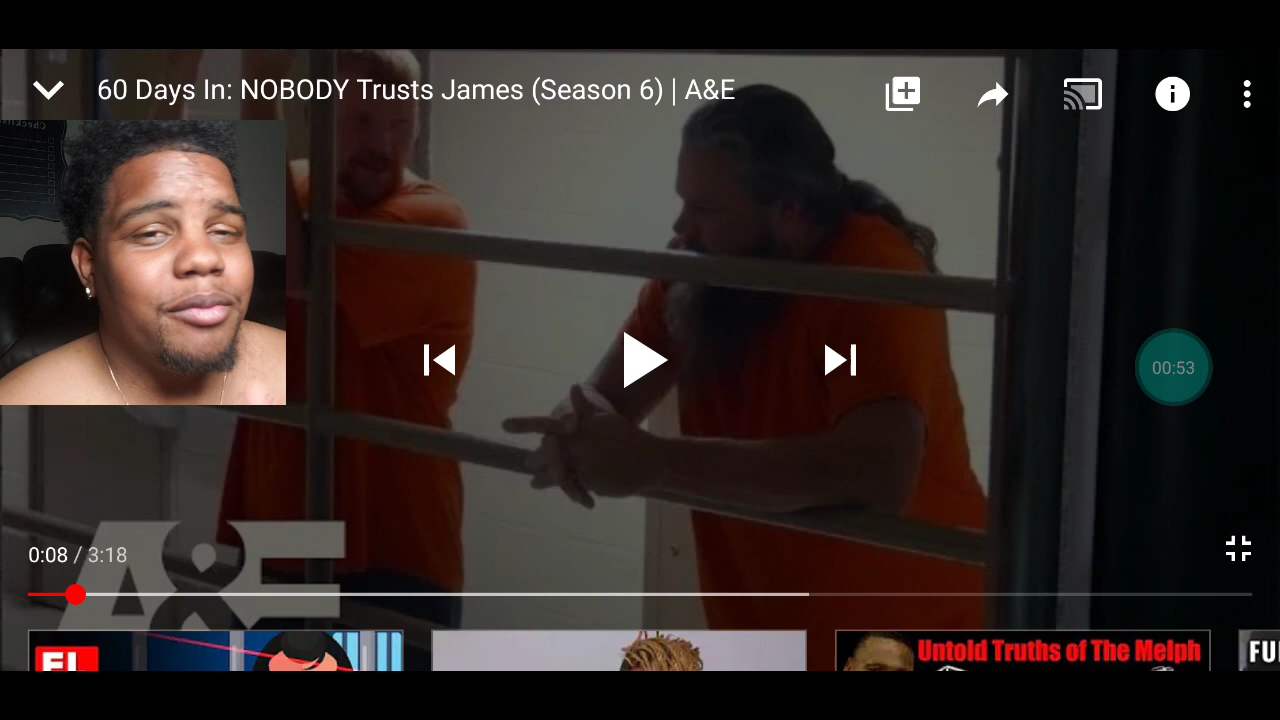 60 Days In: NOBODY Trusts James (Season 6) | A&E
00:53
A&E
0:08 / 3:18
Untold Truths of The Melph